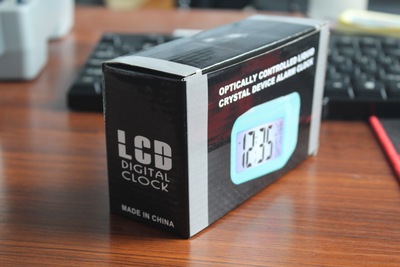 LCD
DIGITAL
CLOCK
MADE IN CHINA
OPTICALLY CONTROLLED LIQUID
CRYSTAL DEVICE ALARM CLOCK
12:35